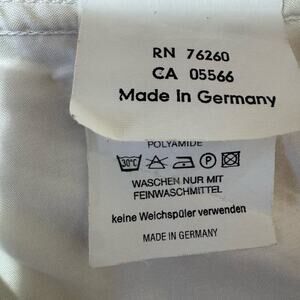 RN 76260
CA 05566
Made in Germany
POLYAMIDE
30°C P
WASCHEN NUR MIT
FEINWASCHMITTEL
keine Weichspüler verwenden
MADE IN GERMANY